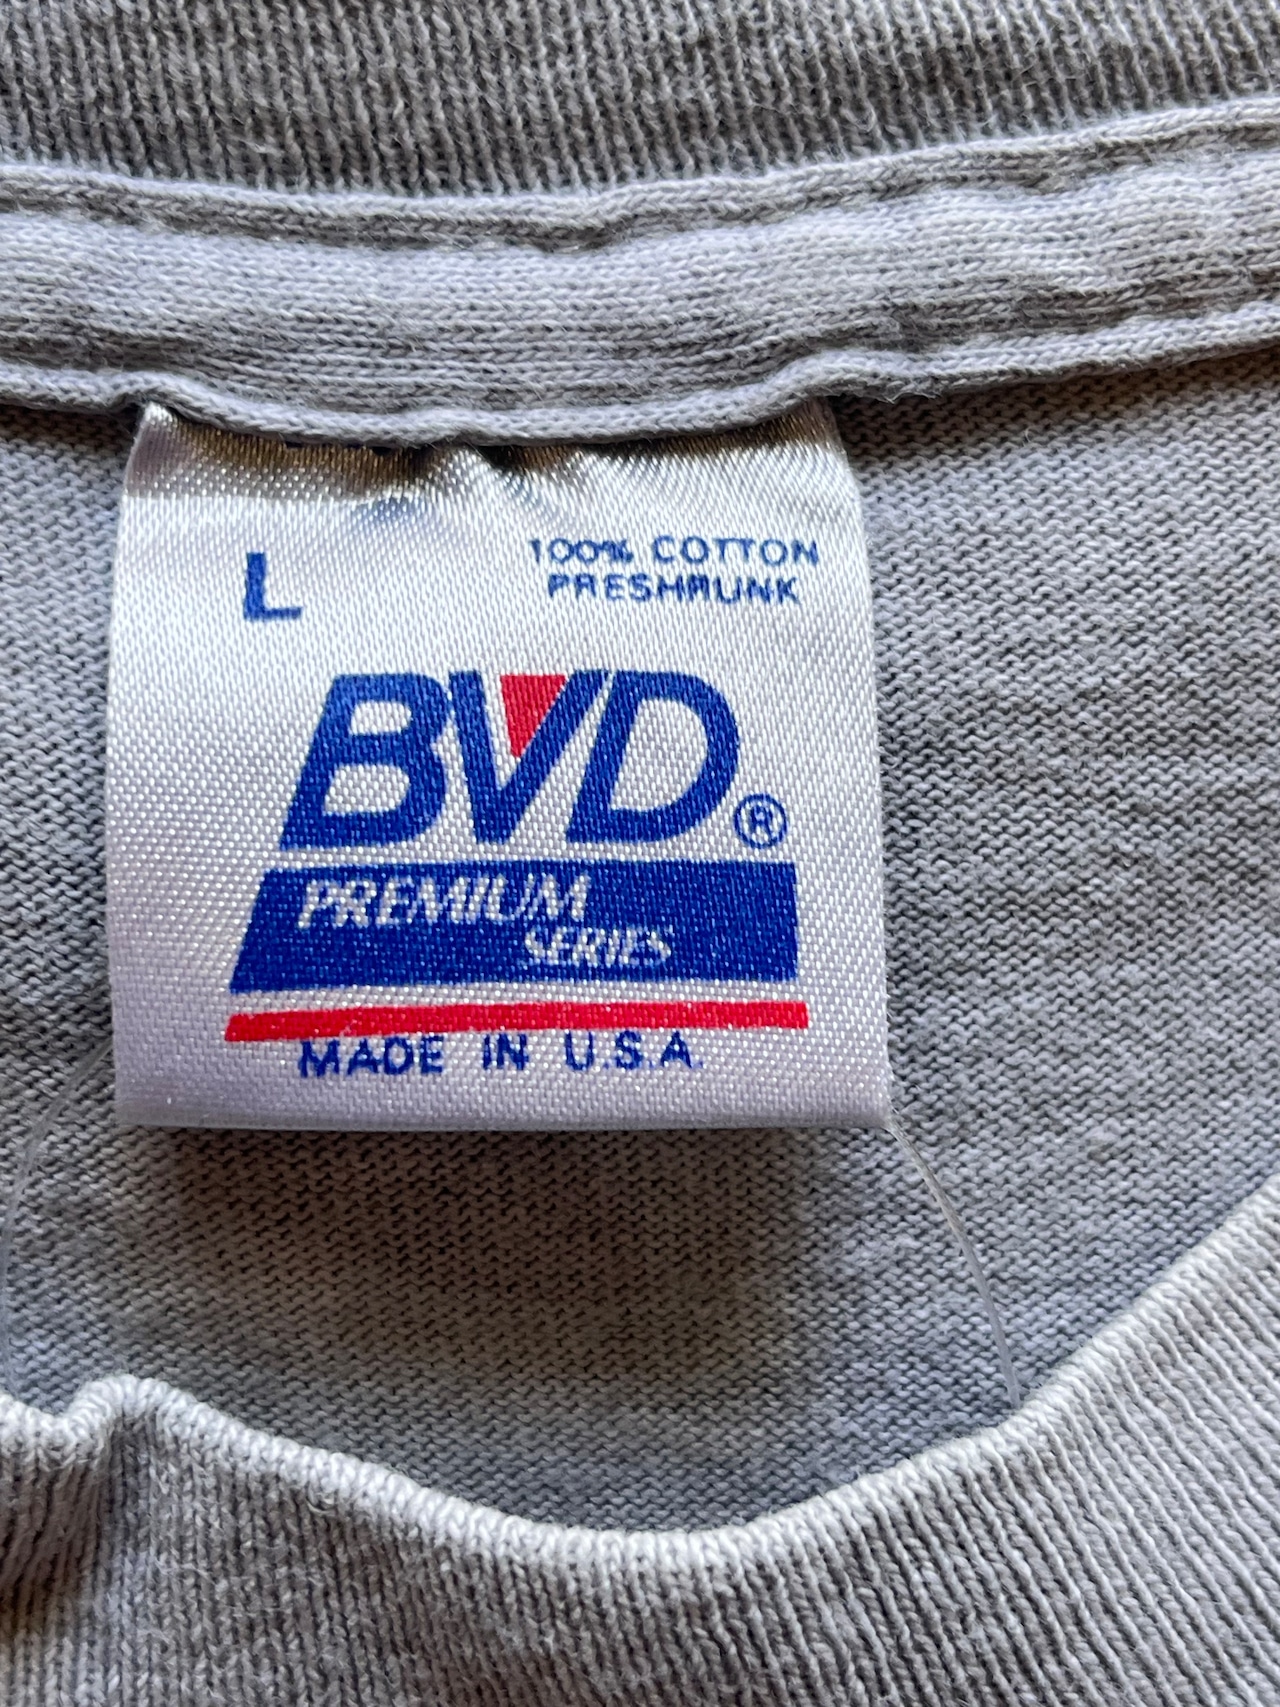 L
100% COTTON
PRESHRUNK
BVD®
PREMIUM
SERIES
MADE IN U.S.A.